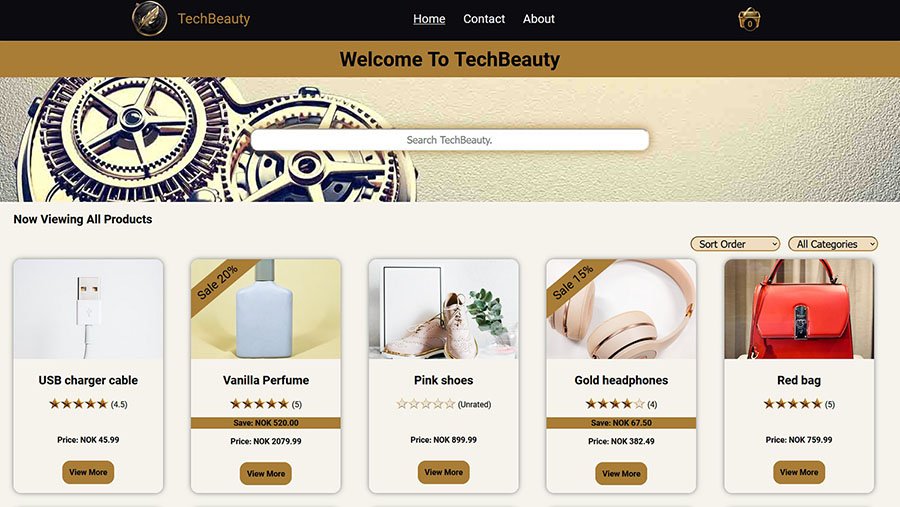 TechBeauty
Home Contact About
0
Welcome To TechBeauty
Search TechBeauty.
Now Viewing All Products
Sort Order
All Categories
USB charger cable
(4.5)
Price: NOK 45.99
View More
Sale 20%
Vanilla Perfume
(5)
Save: NOK 520.00
Price: NOK 2079.99
View More
Pink shoes
(Unrated)
Price: NOK 899.99
View More
Sale 15%
Gold headphones
(4)
Save: NOK 67.50
Price: NOK 382.49
View More
Red bag
(5)
Price: NOK 759.99
View More